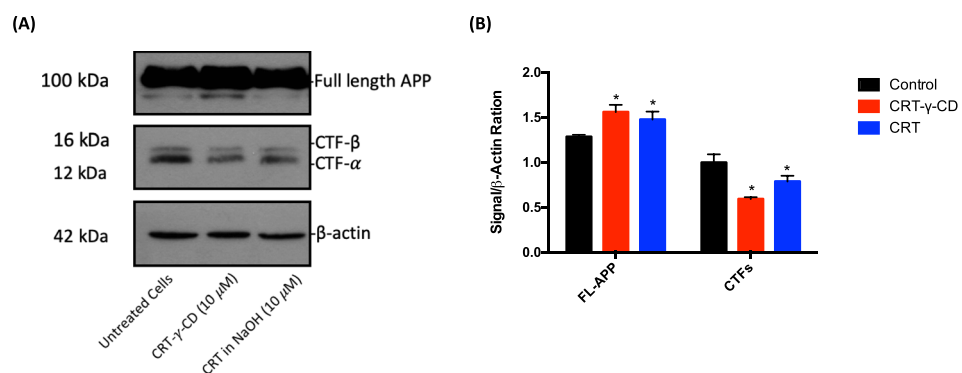 (A)
100 kDa
-Full length APP
16 kDa
-CTF-β
-CTF-α
12 kDa
42 kDa
-β-actin
Untreated Cells
CRT-γ-CD (10 μM)
CRT in NaOH (10 μM)
(B)
Signal/β-Actin Ration
2.0
1.5
1.0
0.5
0.0
* *
* *
FL-APP
CTFs
Control
CRT-γ-CD
CRT